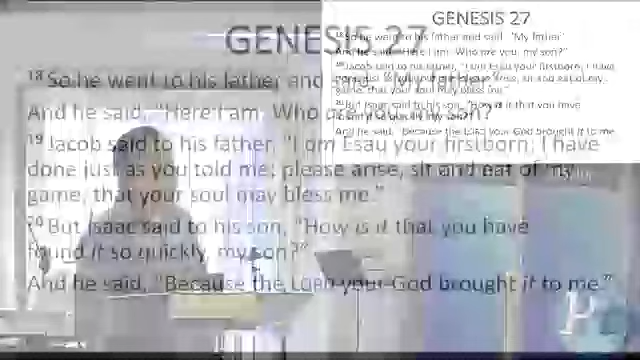 GENESIS 27
18 So he went to his father and said, "My father."
And he said, "Here I am. Who are you, my son?"
19 Jacob said to his father, "I am Esau your firstborn; I have
done just as you told me; please arise, sit and eat of my
game, that your soul may bless me."
20 But Isaac said to his son, "How is it that you have
found it so quickly, my son?"
And he said, "Because the LORD your God brought it to me."
GENESIS 27
18 So he went to his father and said, "My father."
And he said, "Here I am. Who are you, my son?"
19 Jacob said to his father, "I am Esau your firstborn; I have
done just as you told me; please arise, sit and eat of my
game, that your soul may bless me."
20 But Isaac said to his son, "How is it that you have
found it so quickly, my son?"
And he said, "Because the LORD your God brought it to me.